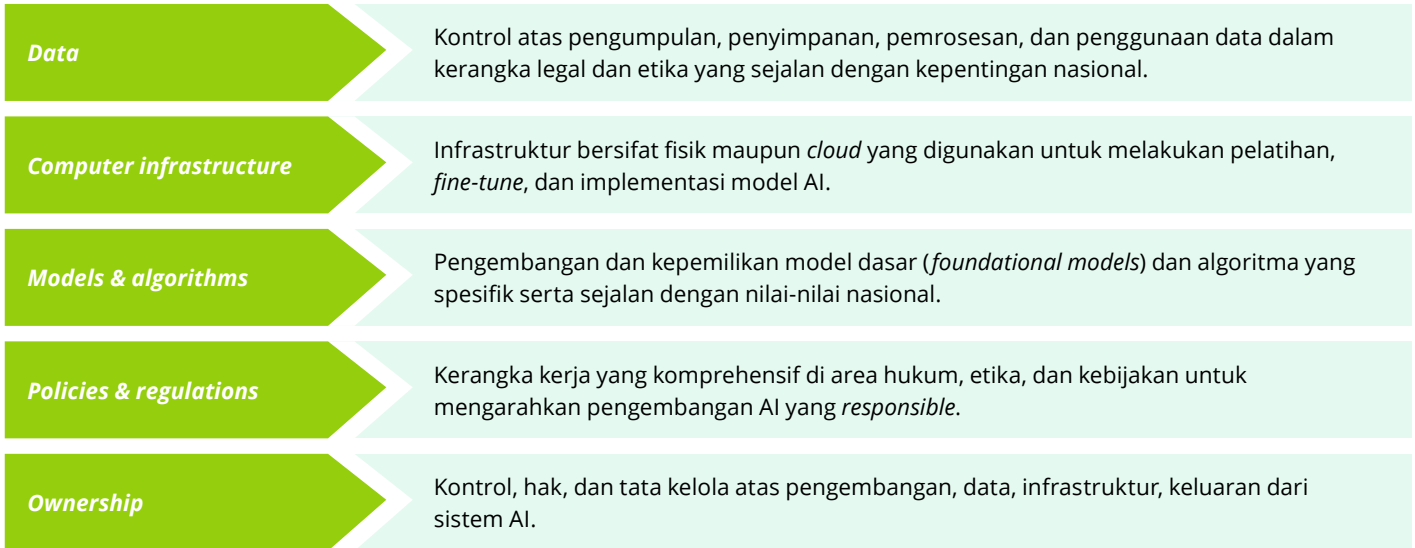 Data
Kontrol atas pengumpulan, penyimpanan, pemrosesan, dan penggunaan data dalam
kerangka legal dan etika yang sejalan dengan kepentingan nasional.
Computer infrastructure
Infrastruktur bersifat fisik maupun cloud yang digunakan untuk melakukan pelatihan,
fine-tune, dan implementasi model AI.
Models & algorithms
Pengembangan dan kepemilikan model dasar (foundational models) dan algoritma yang
spesifik serta sejalan dengan nilai-nilai nasional.
Policies & regulations
Kerangka kerja yang komprehensif di area hukum, etika, dan kebijakan untuk
mengarahkan pengembangan AI yang responsible.
Ownership
Kontrol, hak, dan tata kelola atas pengembangan, data, infrastruktur, keluaran dari
sistem AI.